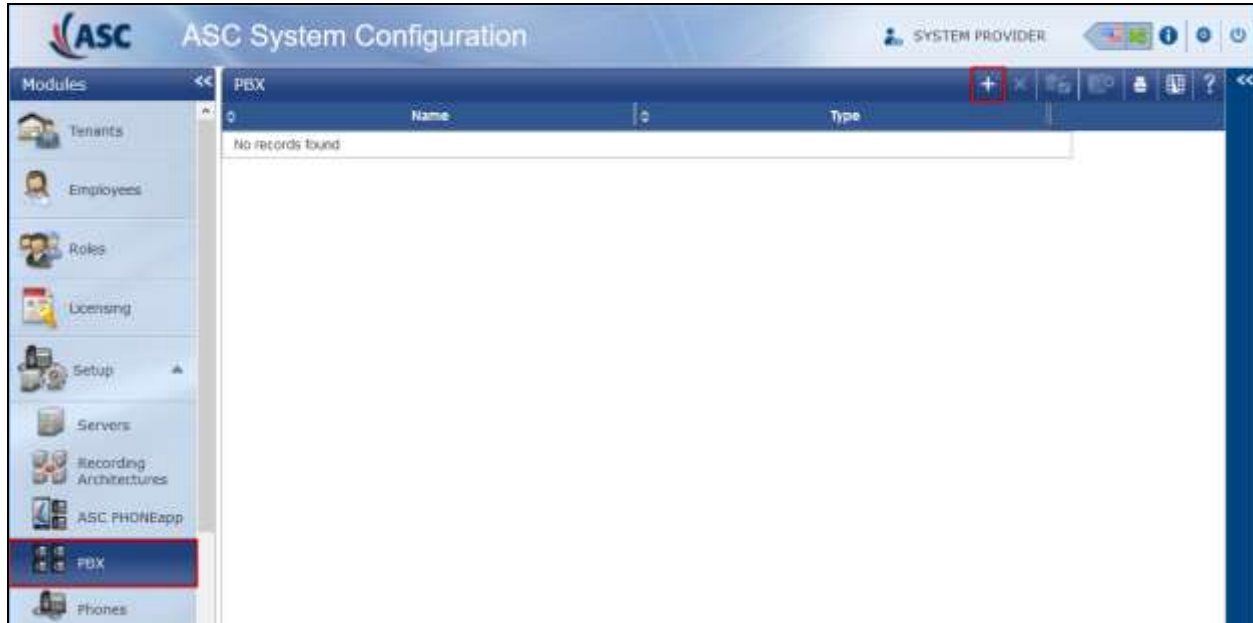 ASC
ASC System Configuration
SYSTEM PROVIDER
Modules
PBX
?
Name
Type
No records found
Tenants
Employees
Roles
Licensing
Setup
Servers
Recording
Architectures
ASC PHONEapp
PBX
Phones